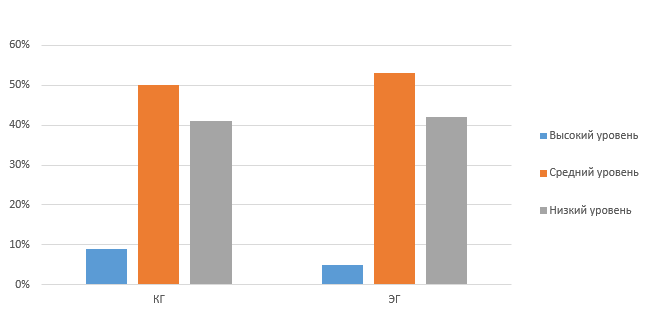 60%
50%
40%
30%
20%
10%
0%
КГ
ЭГ
Высокий уровень
Средний уровень
Низкий уровень